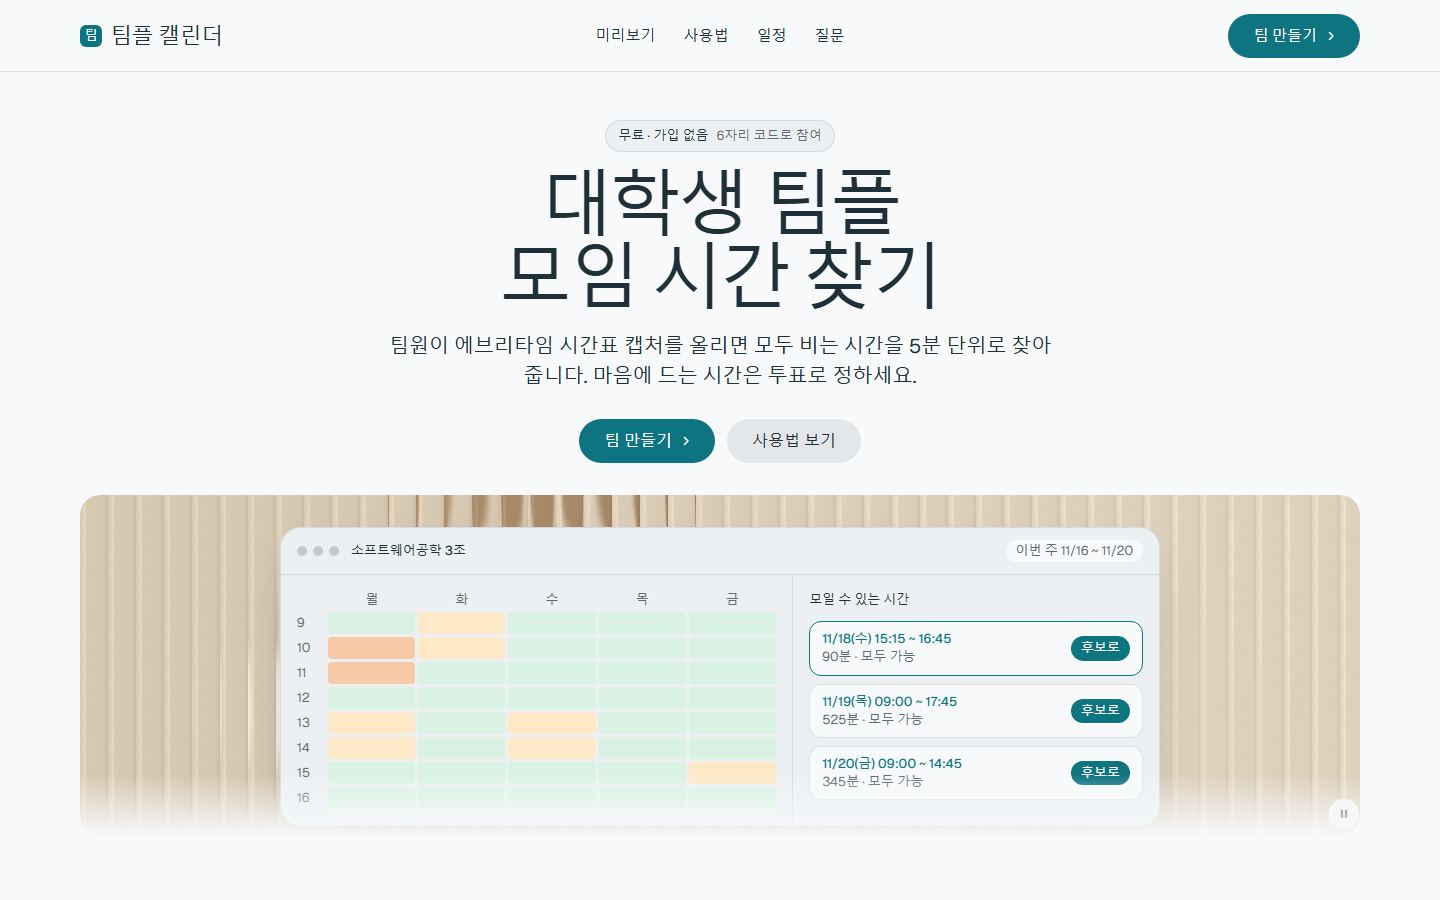 팀 팀플 캘린더
미리보기 사용법 일정 질문
팀 만들기
무료 · 가입 없음 6자리 코드로 참여
대학생 팀플
모임 시간 찾기
팀원이 에브리타임 시간표 캡처를 올리면 모두 비는 시간을 5분 단위로 찾아
줍니다. 마음에 드는 시간은 투표로 정하세요.
팀 만들기
사용법 보기
소프트웨어공학 3조
이번 주 11/16 ~ 11/20
월 화 수 목 금
9
10
11
12
13
14
15
16
모일 수 있는 시간
11/18(수) 15:15 ~ 16:45
90분 · 모두 가능
후보로
11/19(목) 09:00 ~ 17:45
525분 · 모두 가능
후보로
11/20(금) 09:00 ~ 14:45
345분 · 모두 가능
후보로